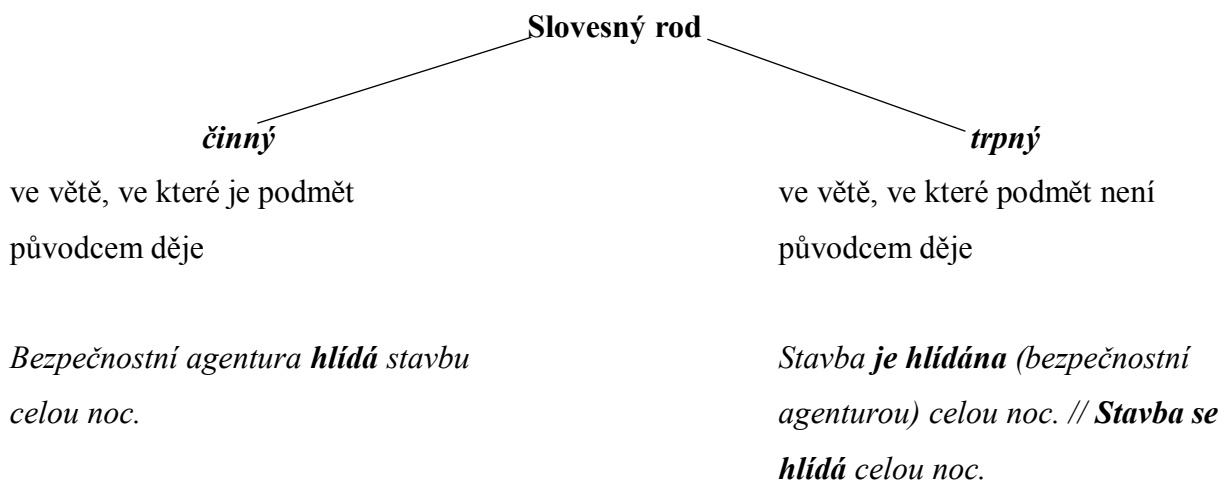 Slovesný rod
činný
ve větě, ve které je podmět
původcem děje
Bezpečnostní agentura hlídá stavbu
celou noc.
trpný
ve větě, ve které podmět není
původcem děje
Stavba je hlídána (bezpečnostní
agenturou) celou noc. // Stavba se
hlídá celou noc.